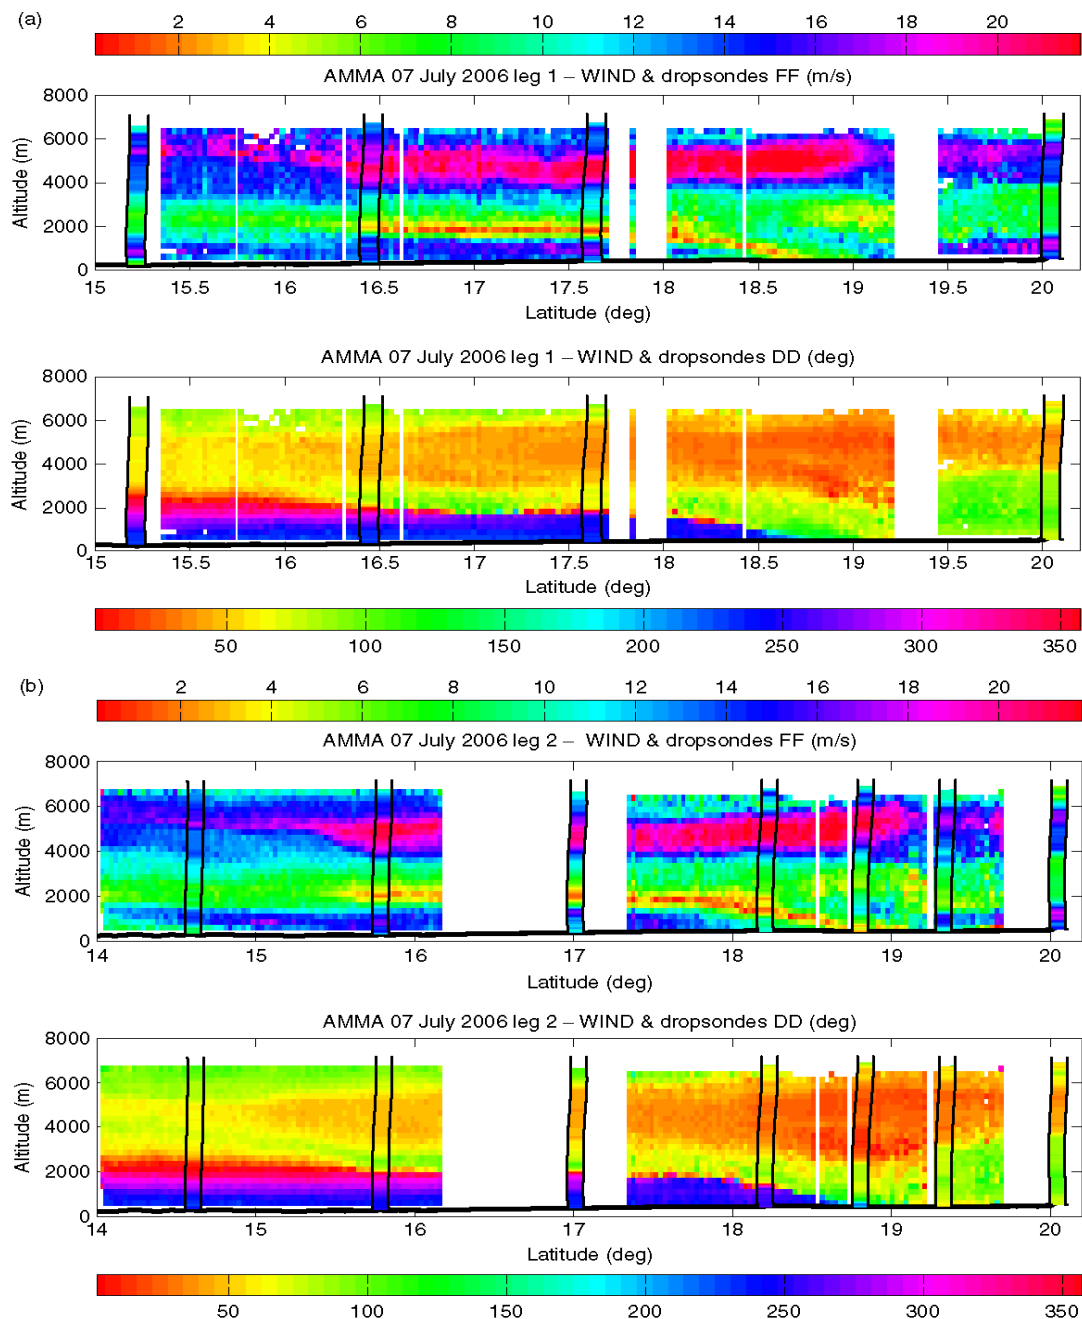 (a)
2 4 6 8 10 12 14 16 18 20
AMMA 07 July 2006 leg 1 – WIND & dropsondes FF (m/s)
8000
6000
4000
2000
0
Altitude (m)
15 15.5 16 16.5 17 17.5 18 18.5 19 19.5 20
Latitude (deg)
AMMA 07 July 2006 leg 1 – WIND & dropsondes DD (deg)
8000
6000
4000
2000
0
Altitude (m)
15 15.5 16 16.5 17 17.5 18 18.5 19 19.5 20
Latitude (deg)
50 100 150 200 250 300 350
(b)
2 4 6 8 10 12 14 16 18 20
AMMA 07 July 2006 leg 2 – WIND & dropsondes FF (m/s)
8000
6000
4000
2000
0
Altitude (m)
14 15 16 17 18 19 20
Latitude (deg)
AMMA 07 July 2006 leg 2 – WIND & dropsondes DD (deg)
8000
6000
4000
2000
0
Altitude (m)
14 15 16 17 18 19 20
Latitude (deg)
50 100 150 200 250 300 350